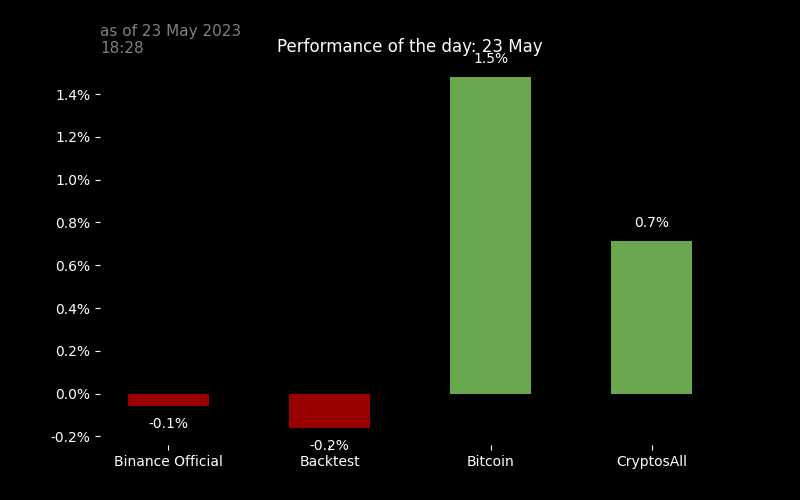 as of 23 May 2023
18:28
Performance of the day: 23 May
1.5%
1.4%
1.2%
1.0%
0.8%
0.7%
0.6%
0.4%
0.2%
0.0%
-0.1%
-0.2%
-0.2%
Binance Official
Backtest
Bitcoin
CryptosAll